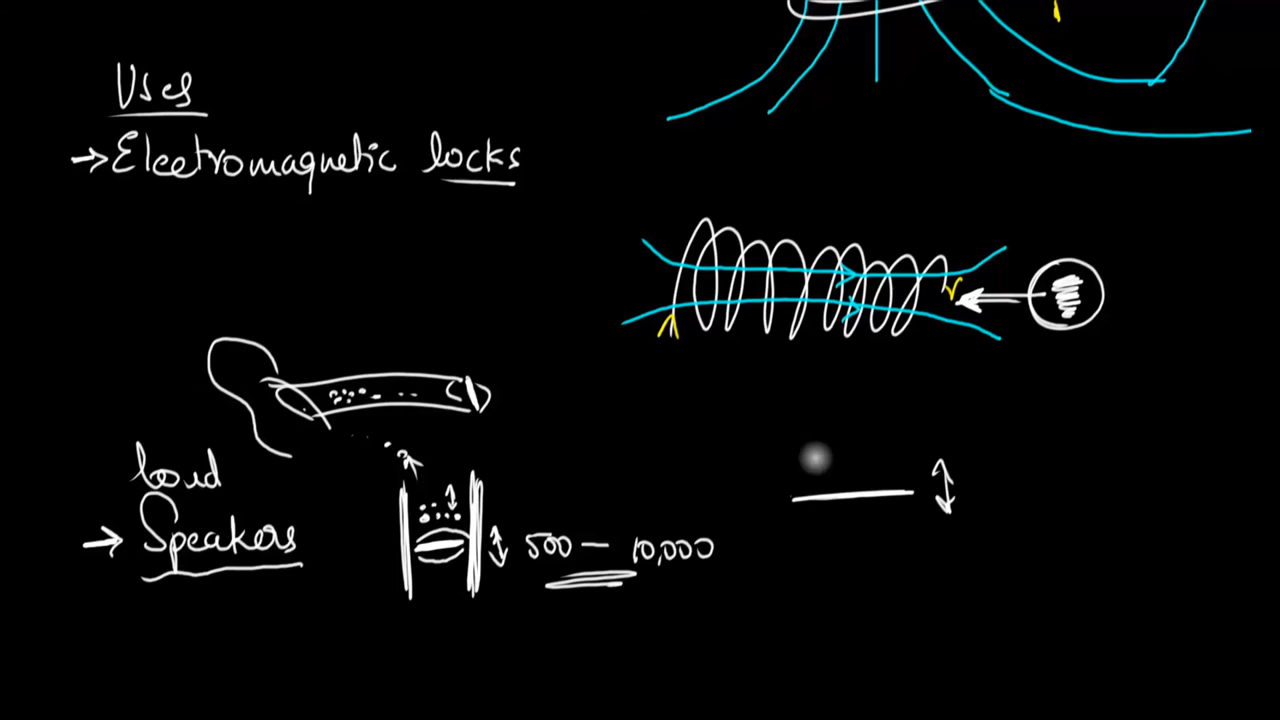 Uses
→ Electromagnetic locks
loud
→ Speakers
500 — 10,000